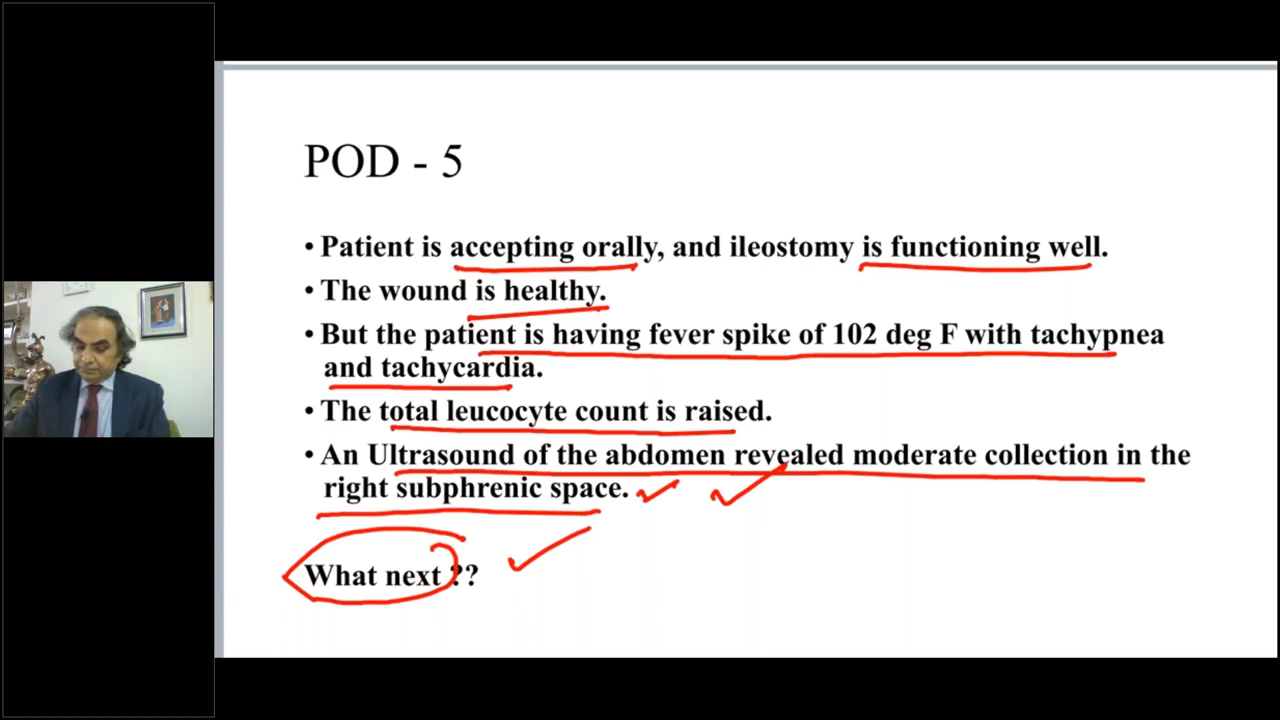 POD - 5
• Patient is accepting orally, and ileostomy is functioning well.
• The wound is healthy.
• But the patient is having fever spike of 102 deg F with tachypnea
and tachycardia.
• The total leucocyte count is raised.
• An Ultrasound of the abdomen revealed moderate collection in the
right subphrenic space.
What next ??